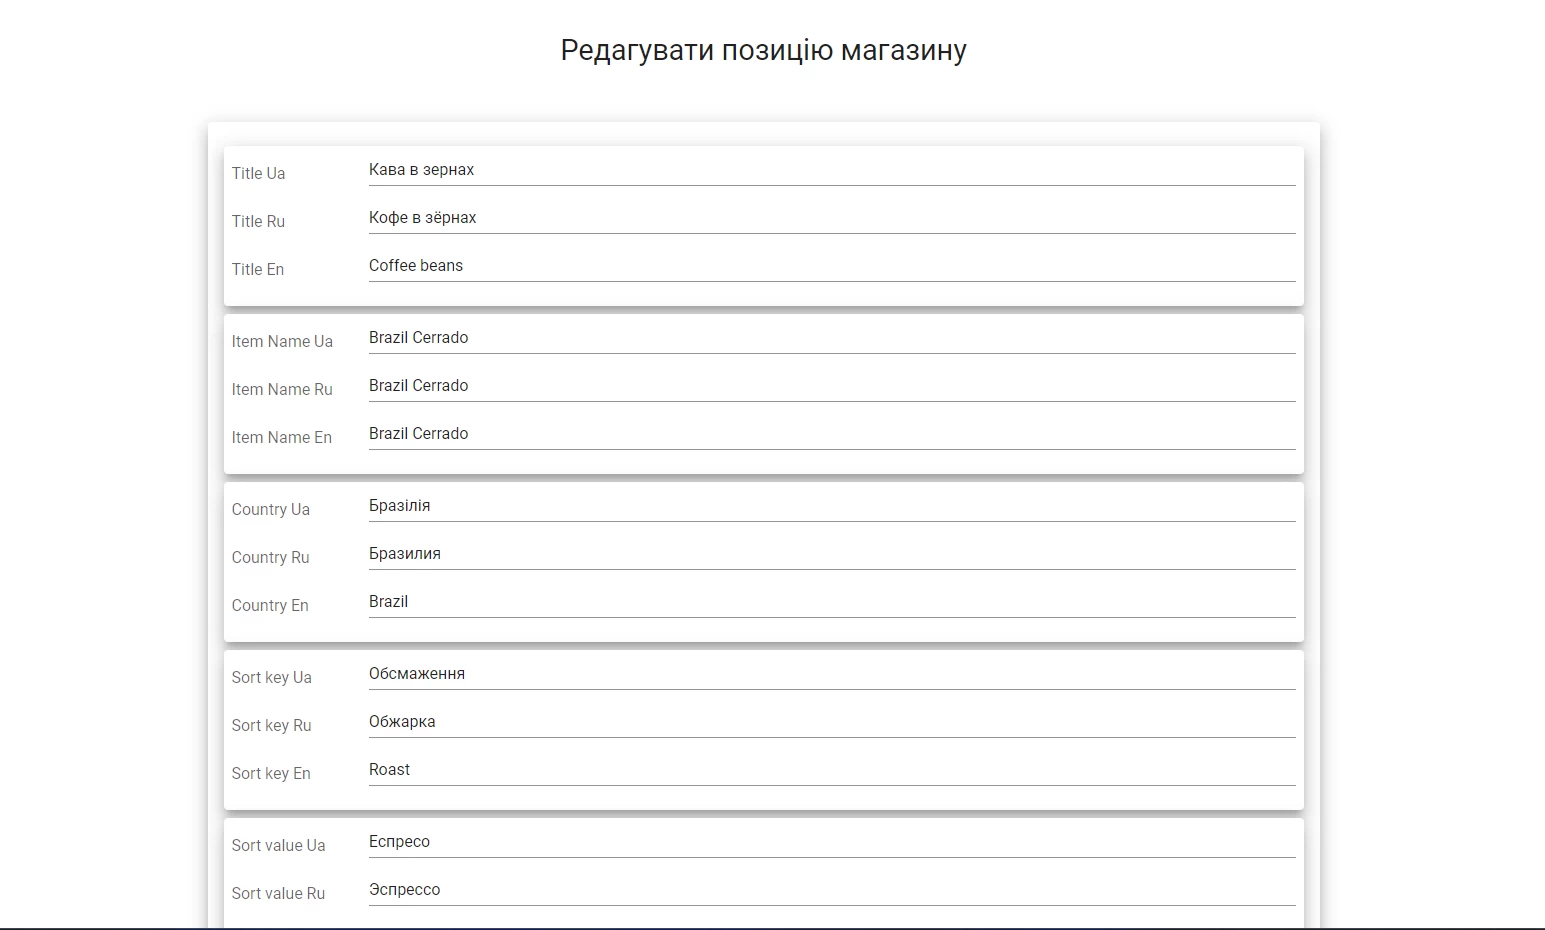 Редагувати позицію магазину
Title Ua Кава в зернах
Title Ru Кофе в зёрнах
Title En Coffee beans
Item Name Ua Brazil Cerrado
Item Name Ru Brazil Cerrado
Item Name En Brazil Cerrado
Country Ua Бразілія
Country Ru Бразилия
Country En Brazil
Sort key Ua Обсмаження
Sort key Ru Обжарка
Sort key En Roast
Sort value Ua Еспресо
Sort value Ru Эспрессо